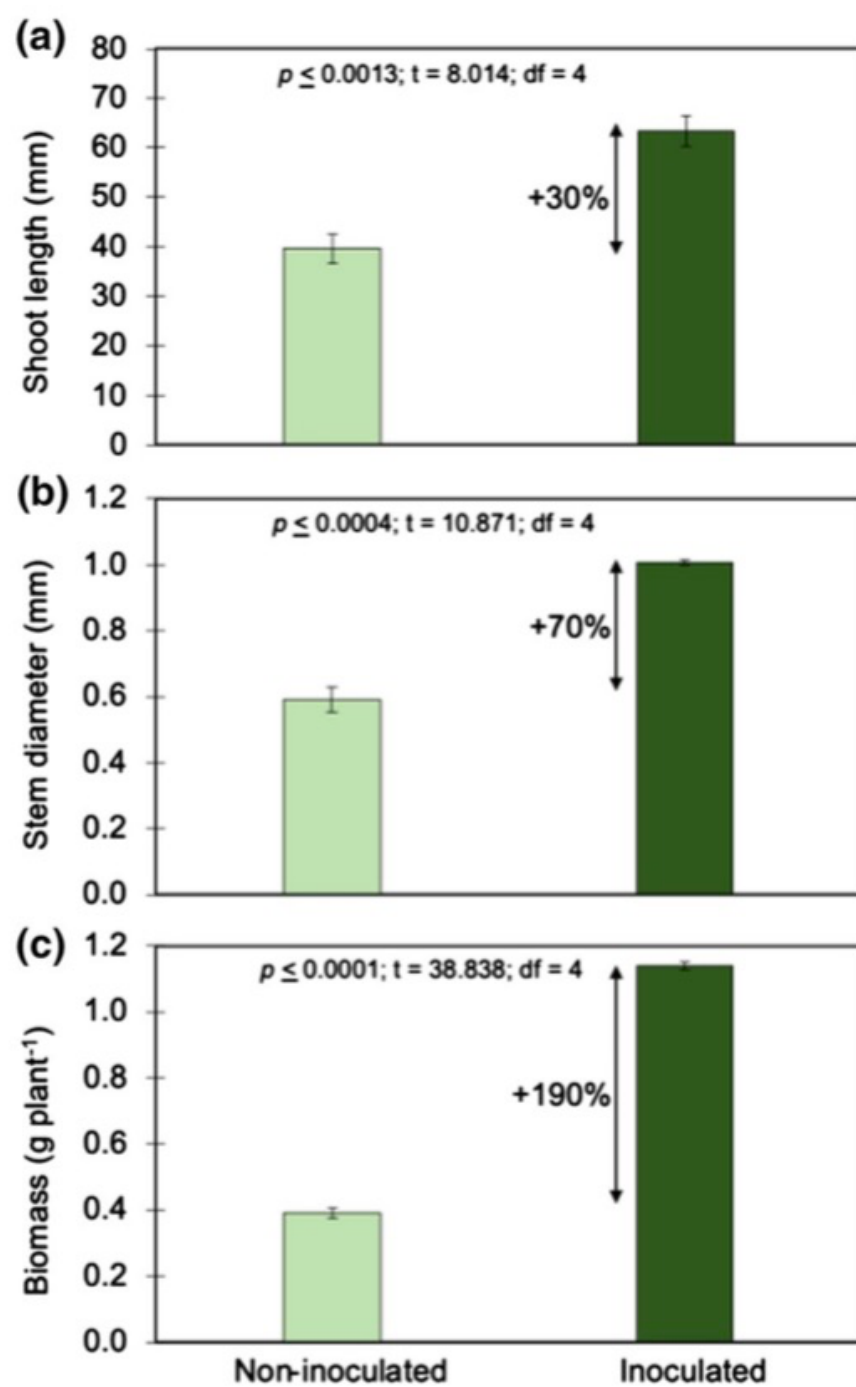 (a)
Shoot length (mm)
80
70
60
50
40
30
20
10
0
p ≤ 0.0013; t = 8.014; df = 4
+30%
(b)
Stem diameter (mm)
1.2
1.0
0.8
0.6
0.4
0.2
0.0
p ≤ 0.0004; t = 10.871; df = 4
+70%
(c)
Biomass (g plant⁻¹)
1.2
1.0
0.8
0.6
0.4
0.2
0.0
p ≤ 0.0001; t = 38.838; df = 4
+190%
Non-inoculated
Inoculated